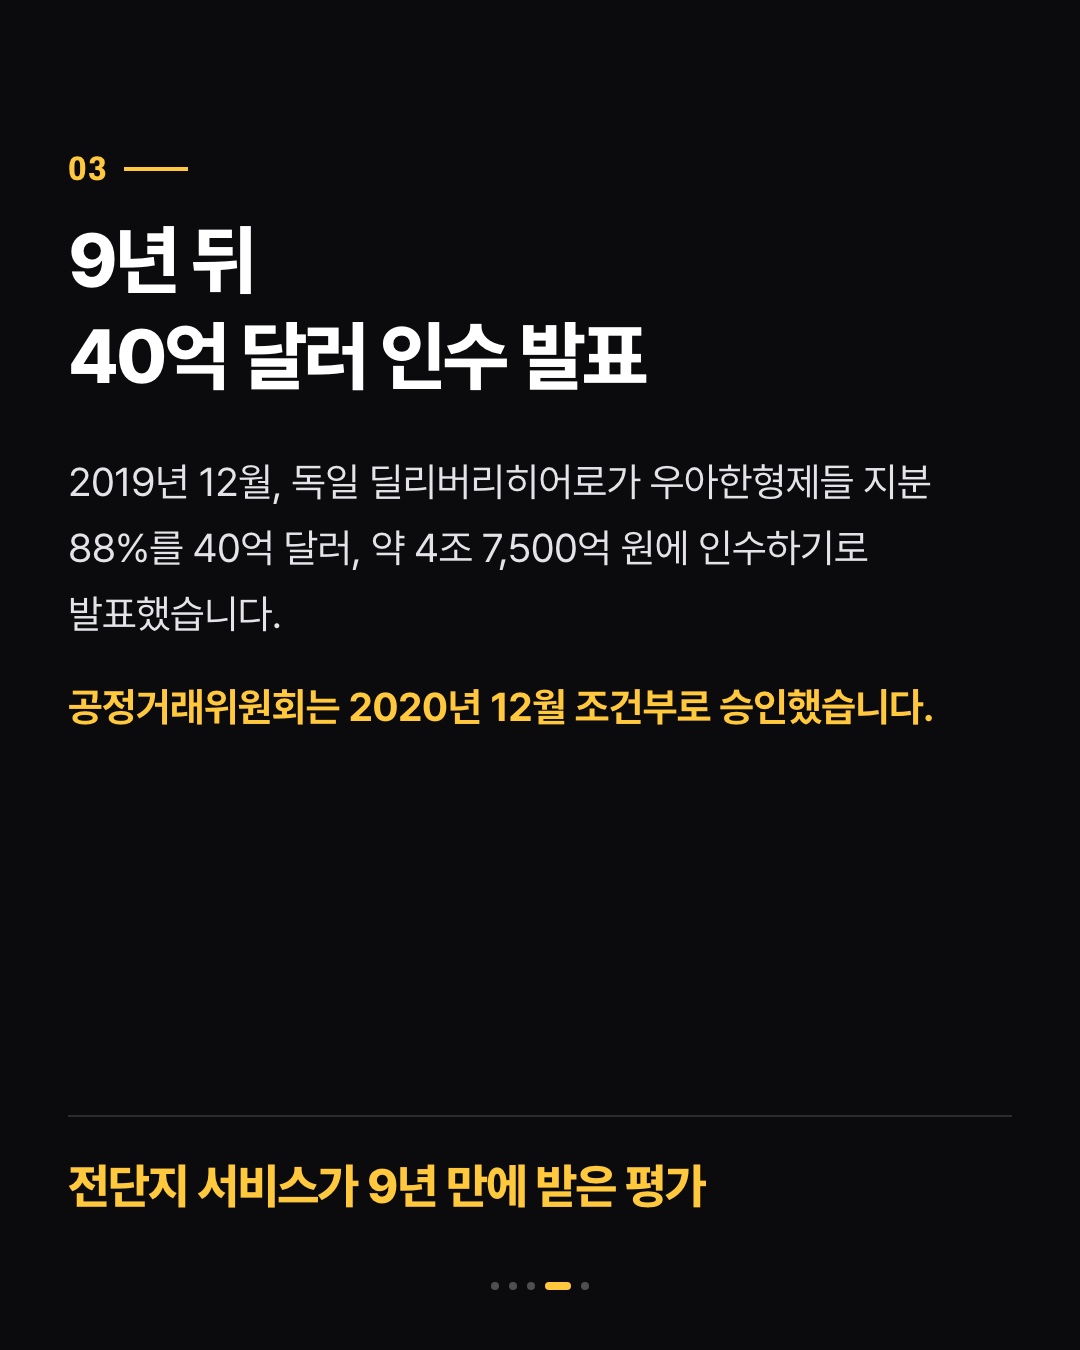 03
9년 뒤
40억 달러 인수 발표
2019년 12월, 독일 딜리버리히어로가 우아한형제들 지분
88%를 40억 달러, 약 4조 7,500억 원에 인수하기로
발표했습니다.
공정거래위원회는 2020년 12월 조건부로 승인했습니다.
전단지 서비스가 9년 만에 받은 평가